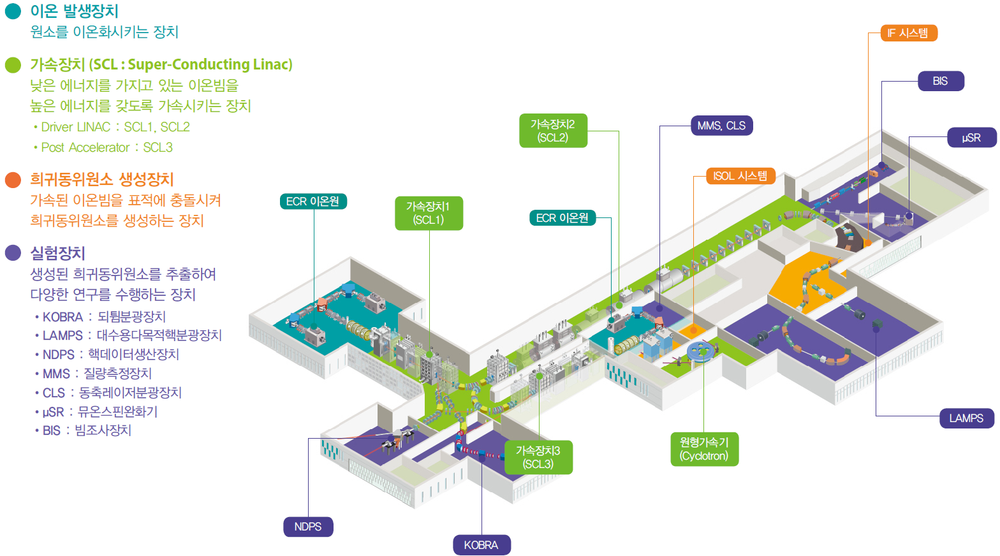 이온 발생장치
원소를 이온화시키는 장치
가속장치 (SCL : Super-Conducting Linac)
낮은 에너지를 가지고 있는 이온빔을
높은 에너지를 갖도록 가속시키는 장치
• Driver LINAC : SCL1, SCL2
• Post Accelerator : SCL3
희귀동위원소 생성장치
가속된 이온빔을 표적에 충돌시켜
희귀동위원소를 생성하는 장치
실험장치
생성된 희귀동위원소를 추출하여
다양한 연구를 수행하는 장치
• KOBRA : 되튐분광장치
• LAMPS : 대수용다목적핵분광장치
• NDPS : 핵데이터생산장치
• MMS : 질량측정장치
• CLS : 동축레이저분광장치
• μSR : 뮤온스핀완화기
• BIS : 빔조사장치
IF 시스템
BIS
MMS, CLS
μSR
가속장치2
(SCL2)
ISOL 시스템
ECR 이온원
가속장치1
(SCL1)
ECR 이온원
LAMPS
원형가속기
(Cyclotron)
가속장치3
(SCL3)
NDPS
KOBRA